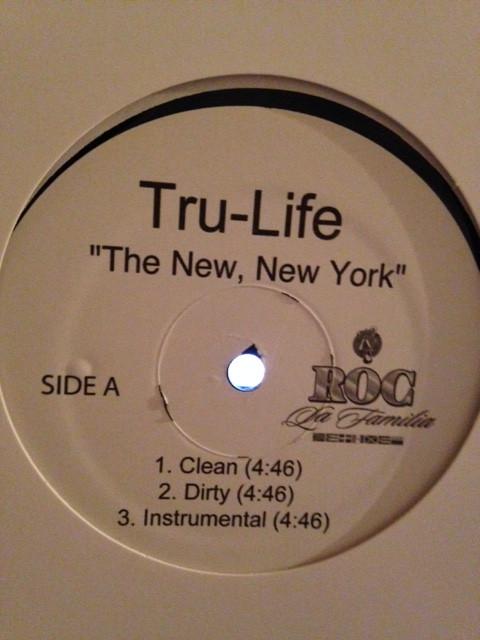 Tru-Life
"The New, New York"
SIDE A
ROC
La Familia
1. Clean (4:46)
2. Dirty (4:46)
3. Instrumental (4:46)